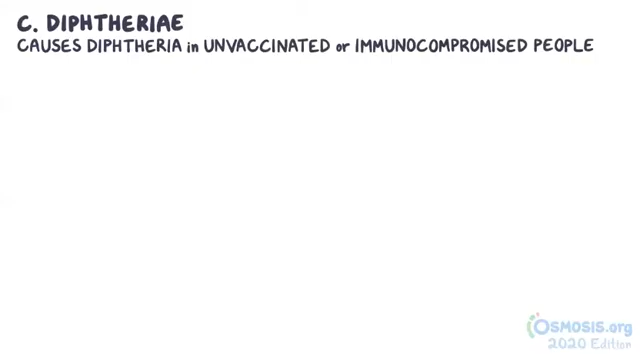 C. DIPHTHERIAE
CAUSES DIPHTHERIA in UNVACCINATED or IMMUNOCOMPROMISED PEOPLE
OSMOSIS.org
2020 Edition